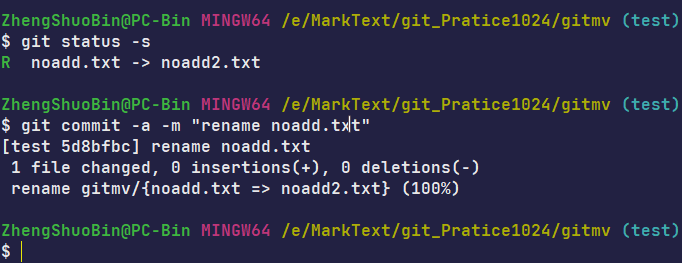 ZhengShuoBin@PC-Bin MINGW64 /e/MarkText/git_Pratice1024/gitmv (test)
$ git status -s
R  noadd.txt -> noadd2.txt
ZhengShuoBin@PC-Bin MINGW64 /e/MarkText/git_Pratice1024/gitmv (test)
$ git commit -a -m "rename noadd.txt"
[test 5d8bfbc] rename noadd.txt
 1 file changed, 0 insertions(+), 0 deletions(-)
 rename gitmv/{noadd.txt => noadd2.txt} (100%)
ZhengShuoBin@PC-Bin MINGW64 /e/MarkText/git_Pratice1024/gitmv (test)
$